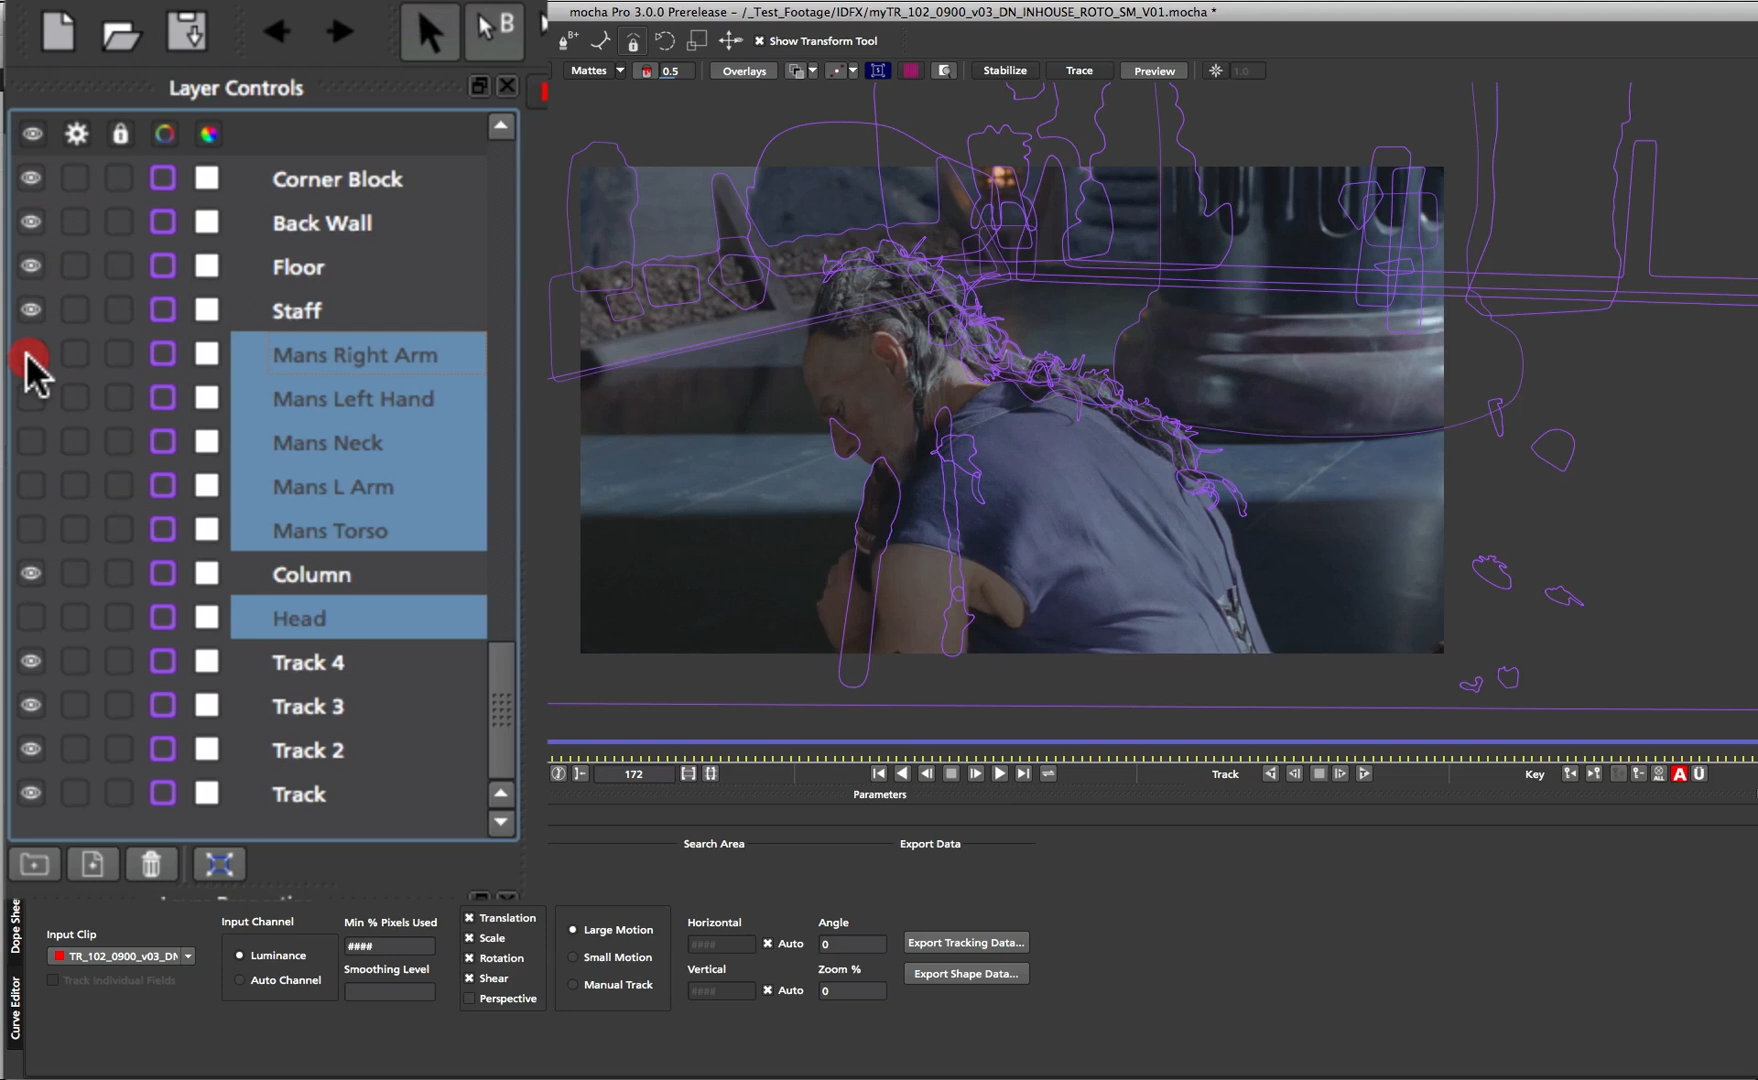 mocha Pro 3.0.0 Prerelease - /_Test_Footage/IDFX/myTR_102_0900_v03_DN_INHOUSE_ROTO_SM_V01.mocha *
B
B+
Show Transform Tool
Layer Controls
Mattes
0.5
Overlays
Stabilize
Trace
Preview
1.0
Corner Block
Back Wall
Floor
Staff
Mans Right Arm
Mans Left Hand
Mans Neck
Mans L Arm
Mans Torso
Column
Head
Track 4
Track 3
Track 2
Track
172
Track
Key
ALL
A
Ü
Parameters
Search Area
Export Data
Dope Shee
Curve Editor
Input Clip
TR_102_0900_v03_DN
Track Individual Fields
Input Channel
Luminance
Auto Channel
Min % Pixels Used
####
Smoothing Level
Translation
Scale
Rotation
Shear
Perspective
Large Motion
Small Motion
Manual Track
Horizontal
####
Auto
Vertical
####
Auto
Angle
0
Zoom %
0
Export Tracking Data...
Export Shape Data...